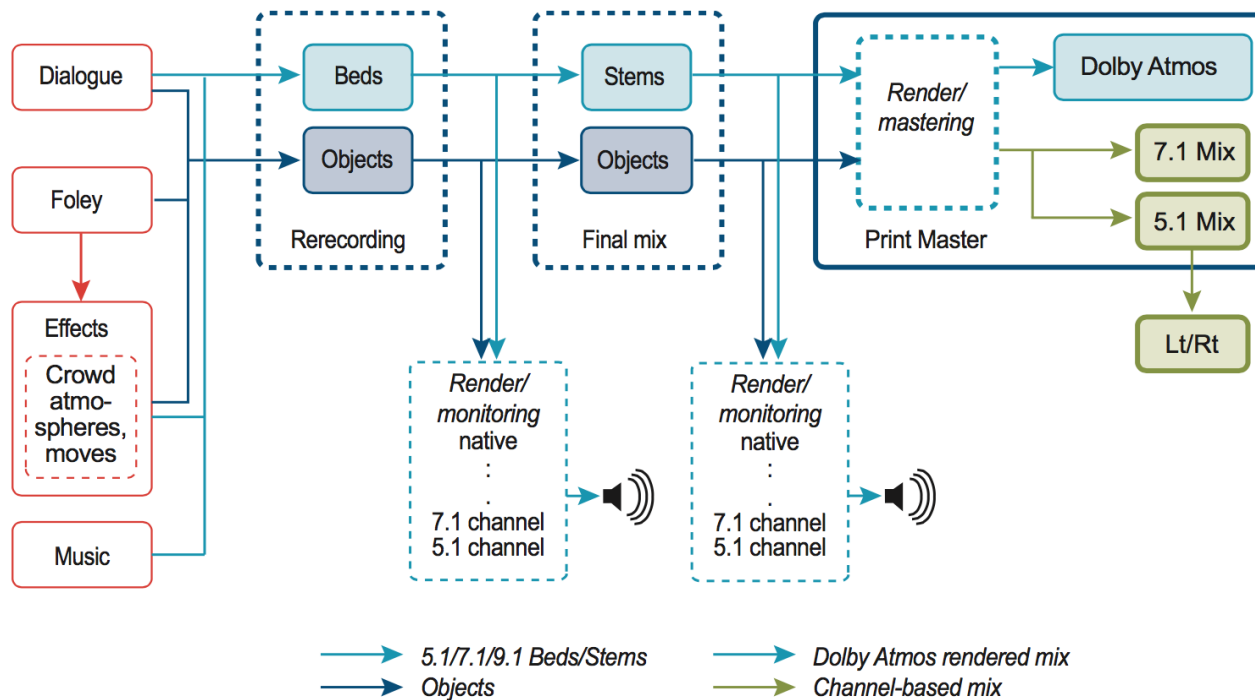 Dialogue
Foley
Effects
Crowd
atmo-
spheres,
moves
Music
Beds
Objects
Rerecording
Stems
Objects
Final mix
Render/
mastering
Print Master
Dolby Atmos
7.1 Mix
5.1 Mix
Lt/Rt
Render/
monitoring
native
:
.
7.1 channel
5.1 channel
Render/
monitoring
native
:
.
7.1 channel
5.1 channel
5.1/7.1/9.1 Beds/Stems
Objects
Dolby Atmos rendered mix
Channel-based mix